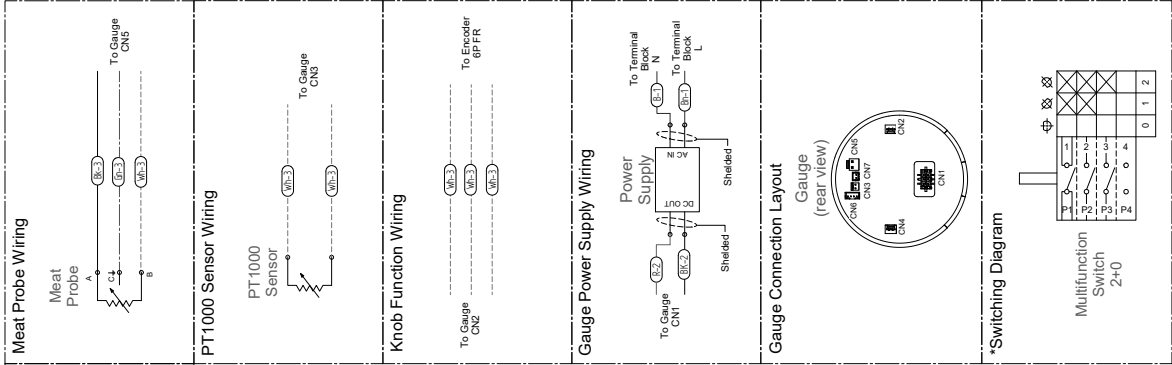 Meat Probe Wiring
Meat
Probe
A
C
B
Bk-3
Gn-3
Wh-3
To Gauge
CN5
PT1000 Sensor Wiring
PT1000
Sensor
Wh-3
Wh-3
To Gauge
CN3
Knob Function Wiring
To Gauge
CN2
Wh-3
Wh-3
Wh-3
To Encoder
6P FR
Gauge Power Supply Wiring
Power
Supply
To Gauge
CN1
R-2
BK-2
DC OUT
AC IN
B-1
Bn-1
To Terminal
Block
N
To Terminal
Block
L
Shelded
Shelded
Gauge Connection Layout
Gauge
(rear view)
CN6
CN3
CN7
CN5
CN4
CN2
CN1
*Switching Diagram
Multifunction
Switch
2+0
P1 1
P2 2
P3 3
P4 4
0 1 2